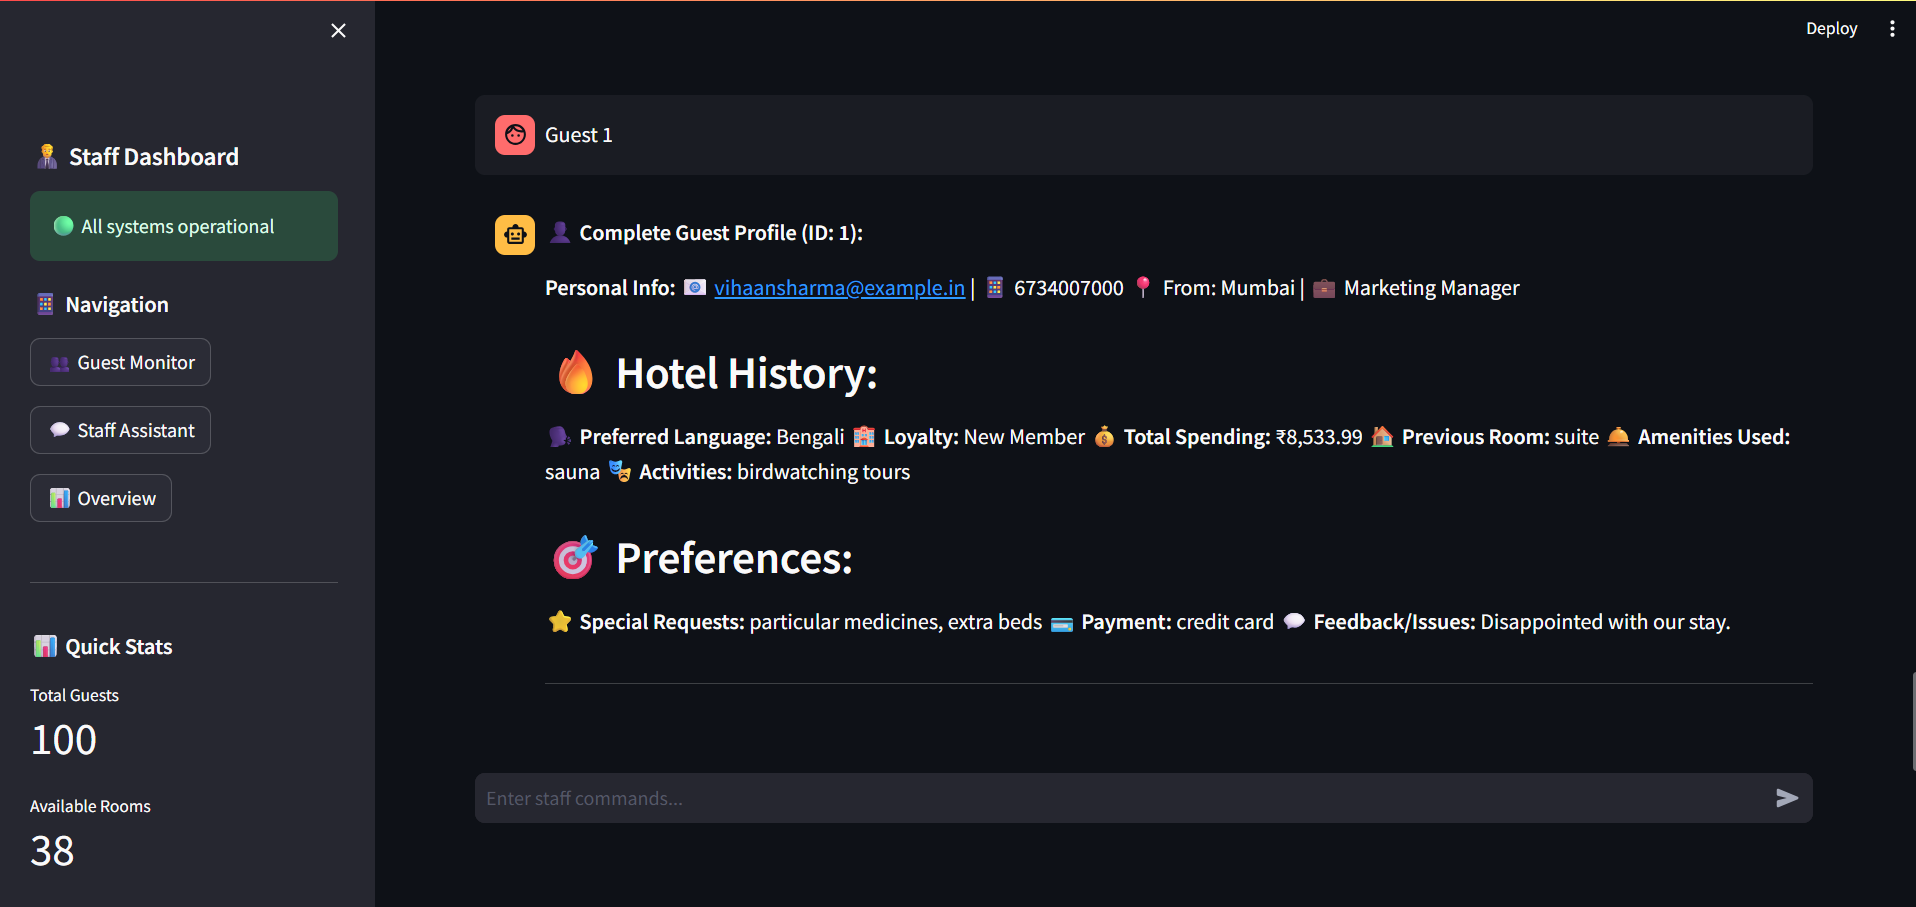 Deploy
Staff Dashboard
All systems operational
Navigation
Guest Monitor
Staff Assistant
Overview
Quick Stats
Total Guests
100
Available Rooms
38
Guest 1
Complete Guest Profile (ID: 1):
Personal Info: vihaansharma@example.in | 6734007000 From: Mumbai | Marketing Manager
Hotel History:
Preferred Language: Bengali Loyalty: New Member Total Spending: ₹8,533.99 Previous Room: suite Amenities Used:
sauna Activities: birdwatching tours
Preferences:
Special Requests: particular medicines, extra beds Payment: credit card Feedback/Issues: Disappointed with our stay.
Enter staff commands...